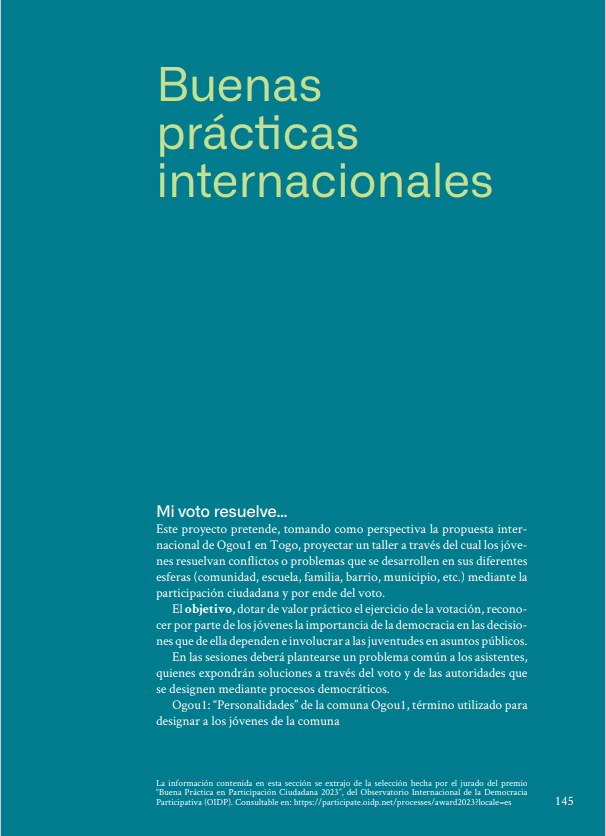 Buenas
prácticas
internacionales
Mi voto resuelve...
Este proyecto pretende, tomando como perspectiva la propuesta inter-
nacional de Ogou1 en Togo, proyectar un taller a través del cual los jóve-
nes resuelvan conflictos o problemas que se desarrollen en sus diferentes
esferas (comunidad, escuela, familia, barrio, municipio, etc.) mediante la
participación ciudadana y por ende del voto.
El objetivo, dotar de valor práctico el ejercicio de la votación, recono-
cer por parte de los jóvenes la importancia de la democracia en las decisio-
nes que de ella dependen e involucrar a las juventudes en asuntos públicos.
En las sesiones deberá plantearse un problema común a los asistentes,
quienes expondrán soluciones a través del voto y de las autoridades que
se designen mediante procesos democráticos.
Ogou1: “Personalidades” de la comuna Ogou1, término utilizado para
designar a los jóvenes de la comuna
La información contenida en esta sección se extrajo de la selección hecha por el jurado del premio
“Buena Práctica en Participación Ciudadana 2023”, del Observatorio Internacional de la Democracia
Participativa (OIDP). Consultable en: https://participate.oidp.net/processes/award2023?locale=es
145